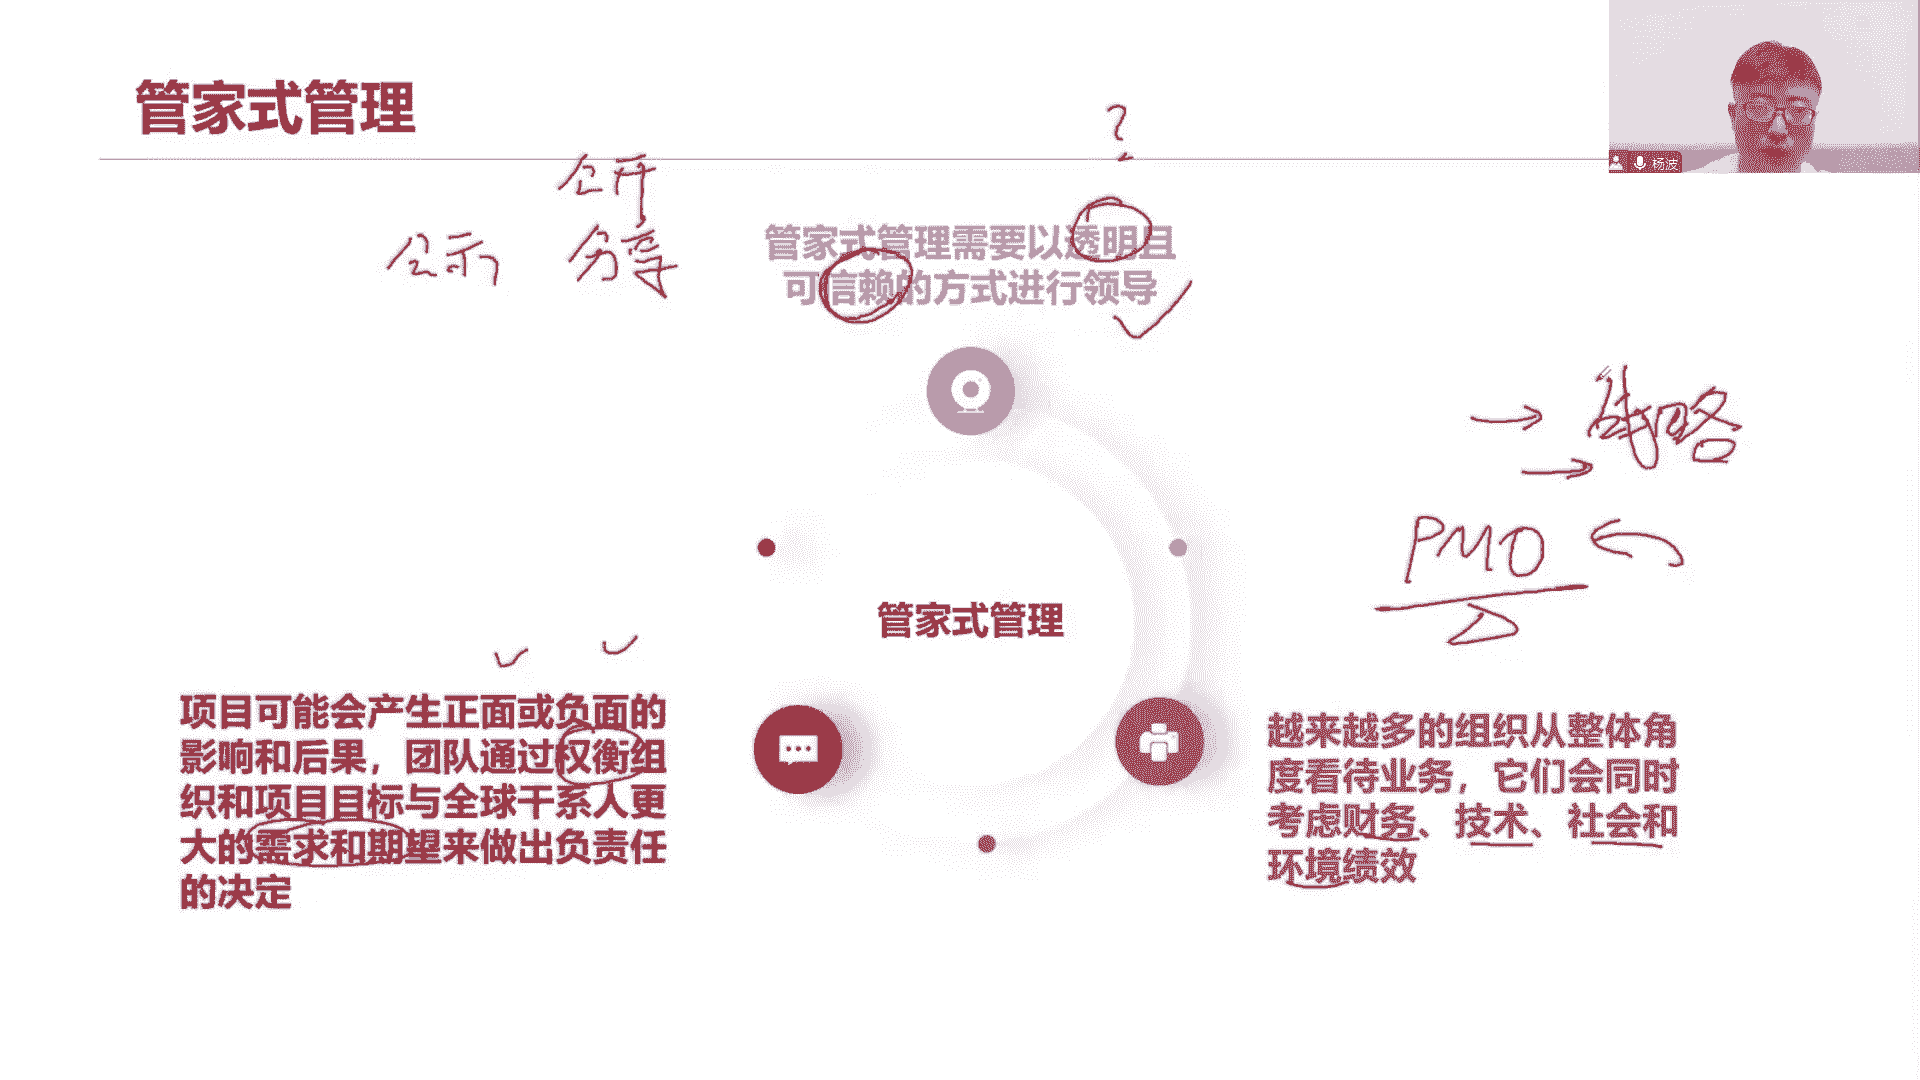 管家式管理
杨波
?
公开
公示 分享
管家式管理需要以透明且
可信赖的方式进行领导
→ 战略
→
PMO
管家式管理
项目可能会产生正面或负面的
影响和后果，团队通过权衡组
织和项目目标与全球干系人更
大的需求和期望来做出负责任
的决定
越来越多的组织从整体角
度看待业务，它们会同时
考虑财务、技术、社会和
环境绩效